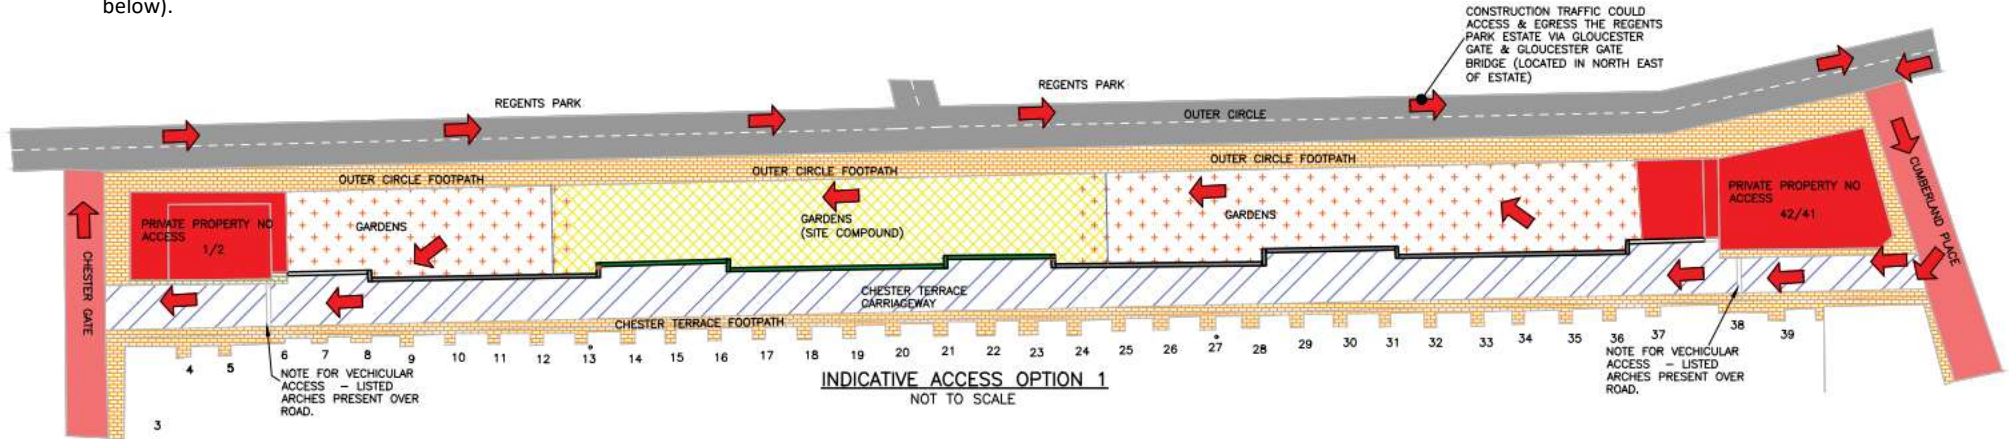 below).
CONSTRUCTION TRAFFIC COULD
ACCESS & EGRESS THE REGENTS
PARK ESTATE VIA GLOUCESTER
GATE & GLOUCESTER GATE
BRIDGE (LOCATED IN NORTH EAST
OF ESTATE)
REGENTS PARK
REGENTS PARK
OUTER CIRCLE
OUTER CIRCLE FOOTPATH
OUTER CIRCLE FOOTPATH
OUTER CIRCLE FOOTPATH
PRIVATE PROPERTY NO
ACCESS
1/2
GARDENS
GARDENS
(SITE COMPOUND)
GARDENS
PRIVATE PROPERTY NO
ACCESS
42/41
CUMBERLAND PLACE
CHESTER GATE
CHESTER TERRACE
CARRIAGEWAY
CHESTER TERRACE FOOTPATH
3 4 5 6 7 8 9 10 11 12 13 14 15 16 17 18 19 20 21 22 23 24 25 26 27 28 29 30 31 32 33 34 35 36 37 38 39
NOTE FOR VECHICULAR
ACCESS – LISTED
ARCHES PRESENT OVER
ROAD.
INDICATIVE ACCESS OPTION 1
NOT TO SCALE
NOTE FOR VECHICULAR
ACCESS – LISTED
ARCHES PRESENT OVER
ROAD.